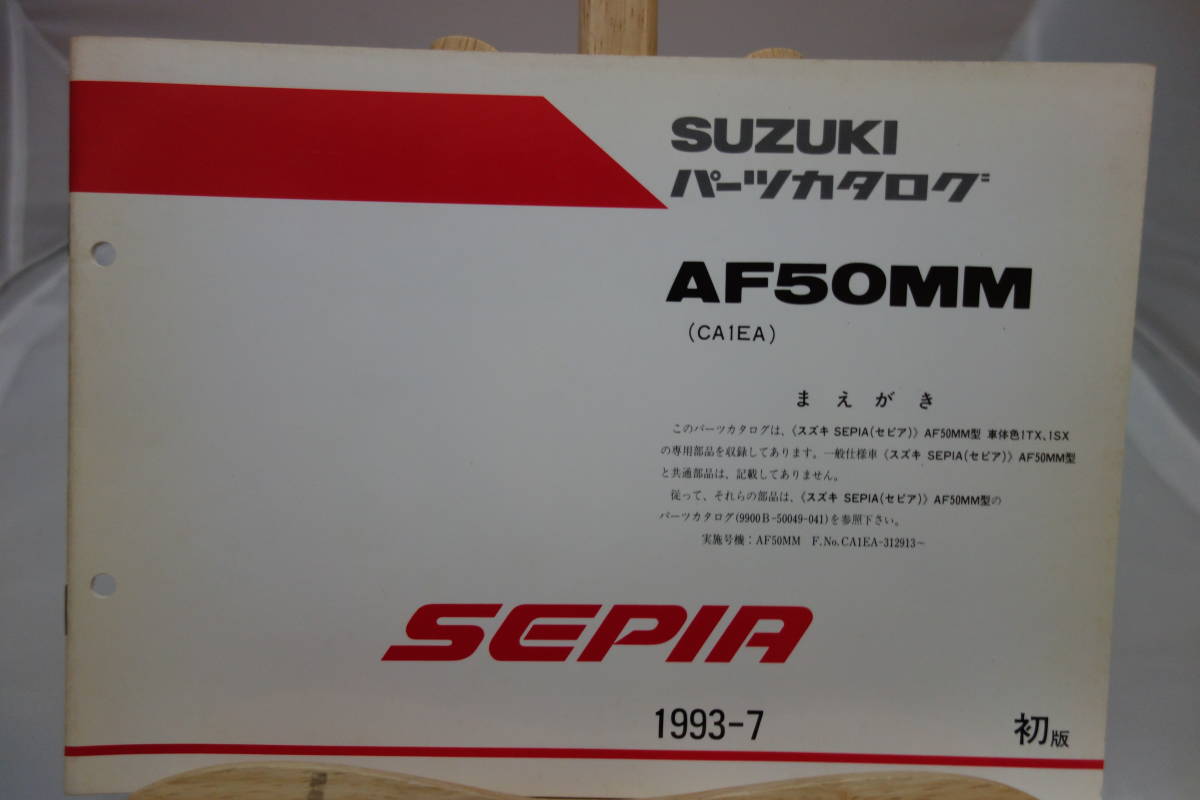 SUZUKI
パーツカタログ
AF50MM
(CA1EA)
まえがき
このパーツカタログは、〈スズキ SEPIA(セピア)〉AF50MM型 車体色1TX、1SX
の専用部品を収録してあります。一般仕様車〈スズキ SEPIA(セピア)〉AF50MM型
と共通部品は、記載してありません。
従って、それらの部品は、〈スズキ SEPIA(セピア)〉AF50MM型の
パーツカタログ(9900B-50049-041)を参照下さい。
実施号機：AF50MM F.No.CA1EA-312913~
SEPIA
1993-7
初版